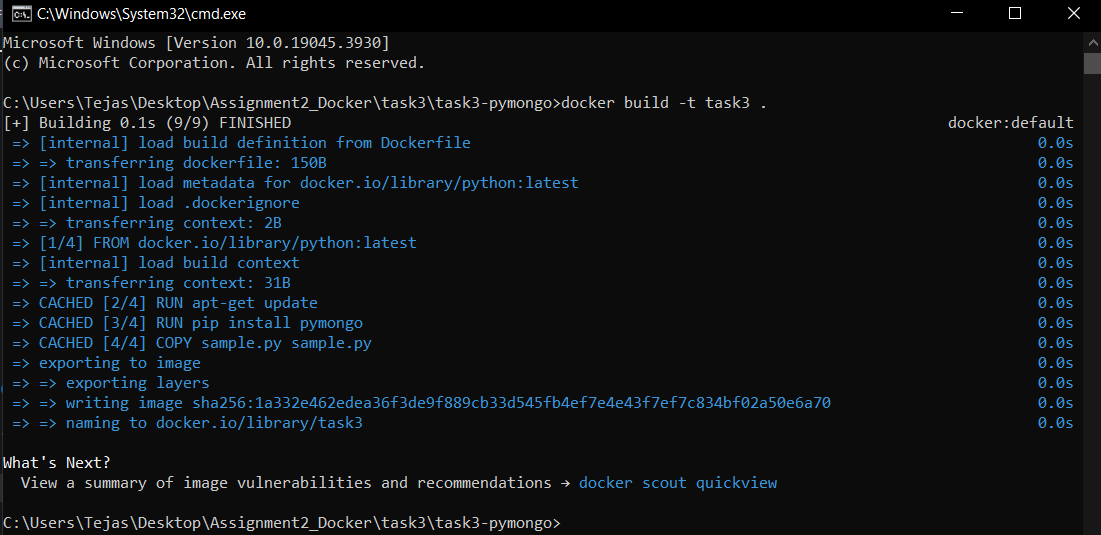 C:\Windows\System32\cmd.exe
Microsoft Windows [Version 10.0.19045.3930]
(c) Microsoft Corporation. All rights reserved.
C:\Users\Tejas\Desktop\Assignment2_Docker\task3\task3-pymongo>docker build -t task3 .
[+] Building 0.1s (9/9) FINISHED docker:default
=> [internal] load build definition from Dockerfile 0.0s
=> => transferring dockerfile: 150B 0.0s
=> [internal] load metadata for docker.io/library/python:latest 0.0s
=> [internal] load .dockerignore 0.0s
=> => transferring context: 2B 0.0s
=> [1/4] FROM docker.io/library/python:latest 0.0s
=> [internal] load build context 0.0s
=> => transferring context: 31B 0.0s
=> CACHED [2/4] RUN apt-get update 0.0s
=> CACHED [3/4] RUN pip install pymongo 0.0s
=> CACHED [4/4] COPY sample.py sample.py 0.0s
=> exporting to image 0.0s
=> => exporting layers 0.0s
=> => writing image sha256:1a332e462edea36f3de9f889cb33d545fb4ef7e4e43f7ef7c834bf02a50e6a70 0.0s
=> => naming to docker.io/library/task3 0.0s
What's Next?
View a summary of image vulnerabilities and recommendations → docker scout quickview
C:\Users\Tejas\Desktop\Assignment2_Docker\task3\task3-pymongo>